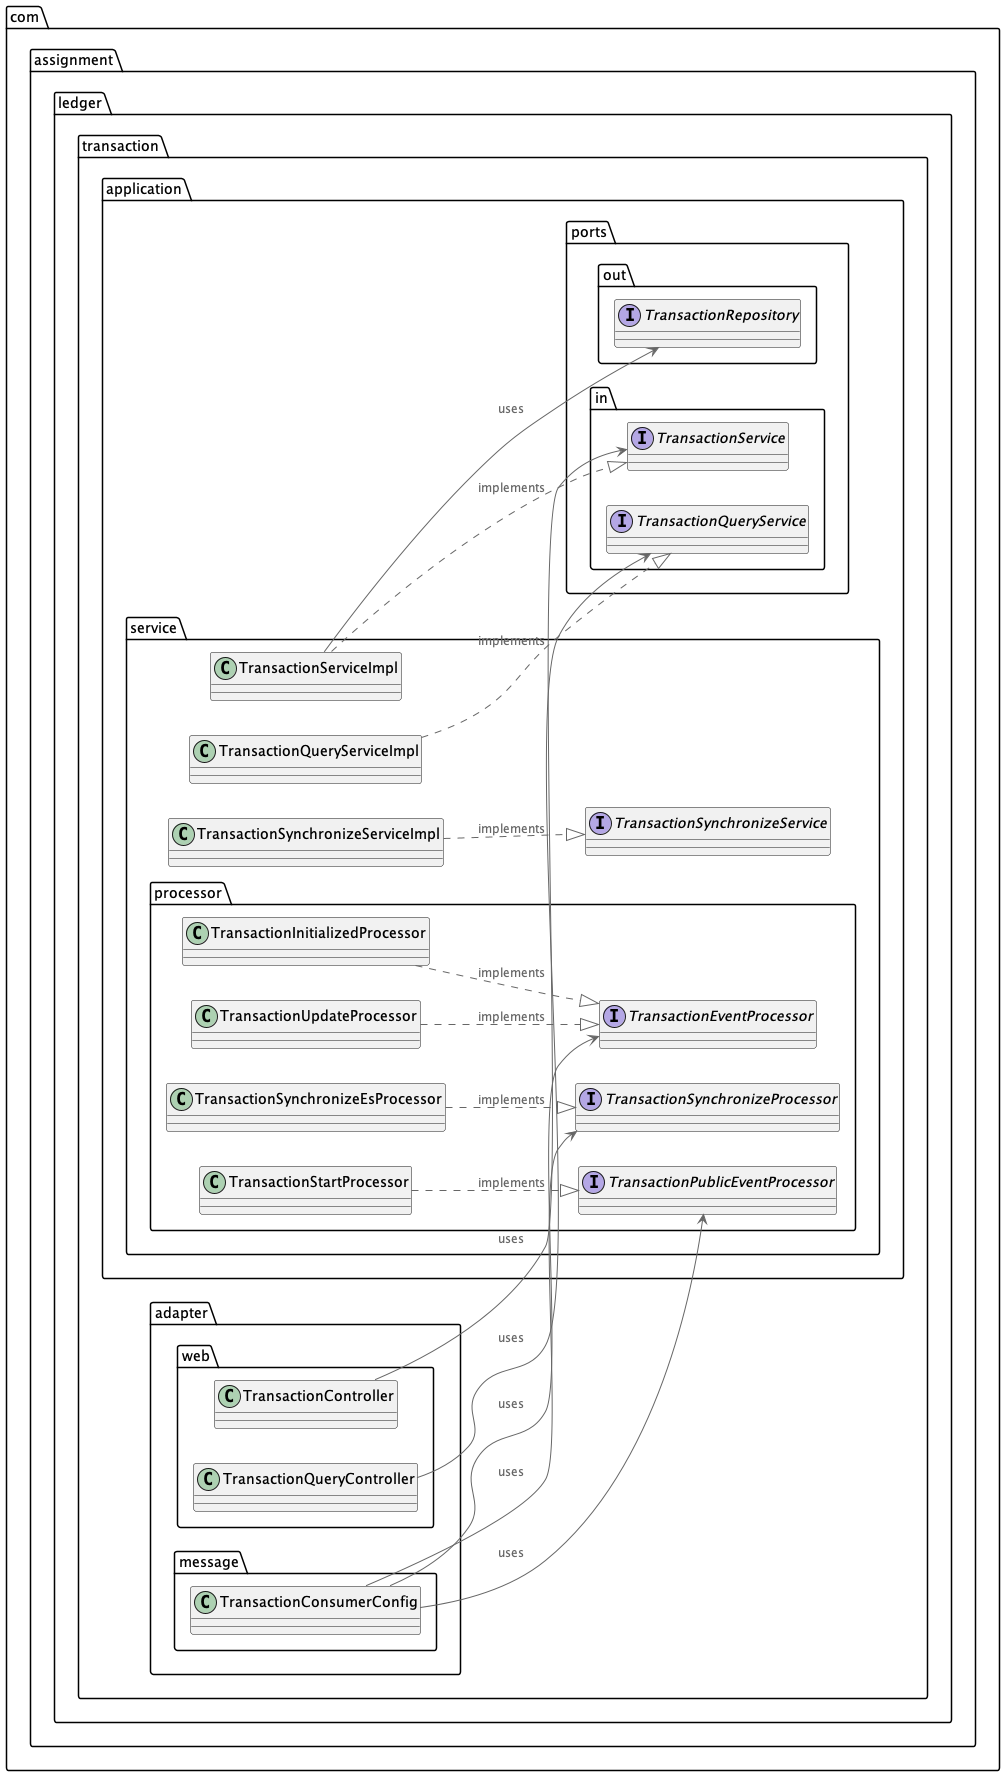 com
assignment
ledger
transaction
application
ports
out
I TransactionRepository
in
uses
I TransactionService
implements
I TransactionQueryService
service
implements
C TransactionServiceImpl
C TransactionQueryServiceImpl
I TransactionSynchronizeService
C TransactionSynchronizeServiceImpl
implements
processor
C TransactionInitializedProcessor
implements
C TransactionUpdateProcessor
implements
I TransactionEventProcessor
C TransactionSynchronizeEsProcessor
implements
I TransactionSynchronizeProcessor
C TransactionStartProcessor
implements
I TransactionPublicEventProcessor
uses
adapter
uses
web
C TransactionController
uses
uses
C TransactionQueryController
uses
message
C TransactionConsumerConfig